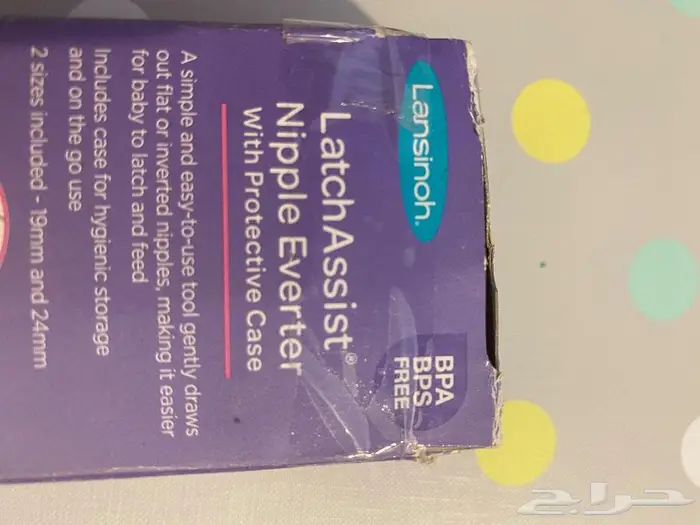 Lansinoh.
BPA
BPS
FREE
LatchAssist®
Nipple Everter
With Protective Case
A simple and easy-to-use tool gently draws
out flat or inverted nipples, making it easier
for baby to latch and feed
Includes case for hygienic storage
and on the go use
2 sizes included - 19mm and 24mm
حراج